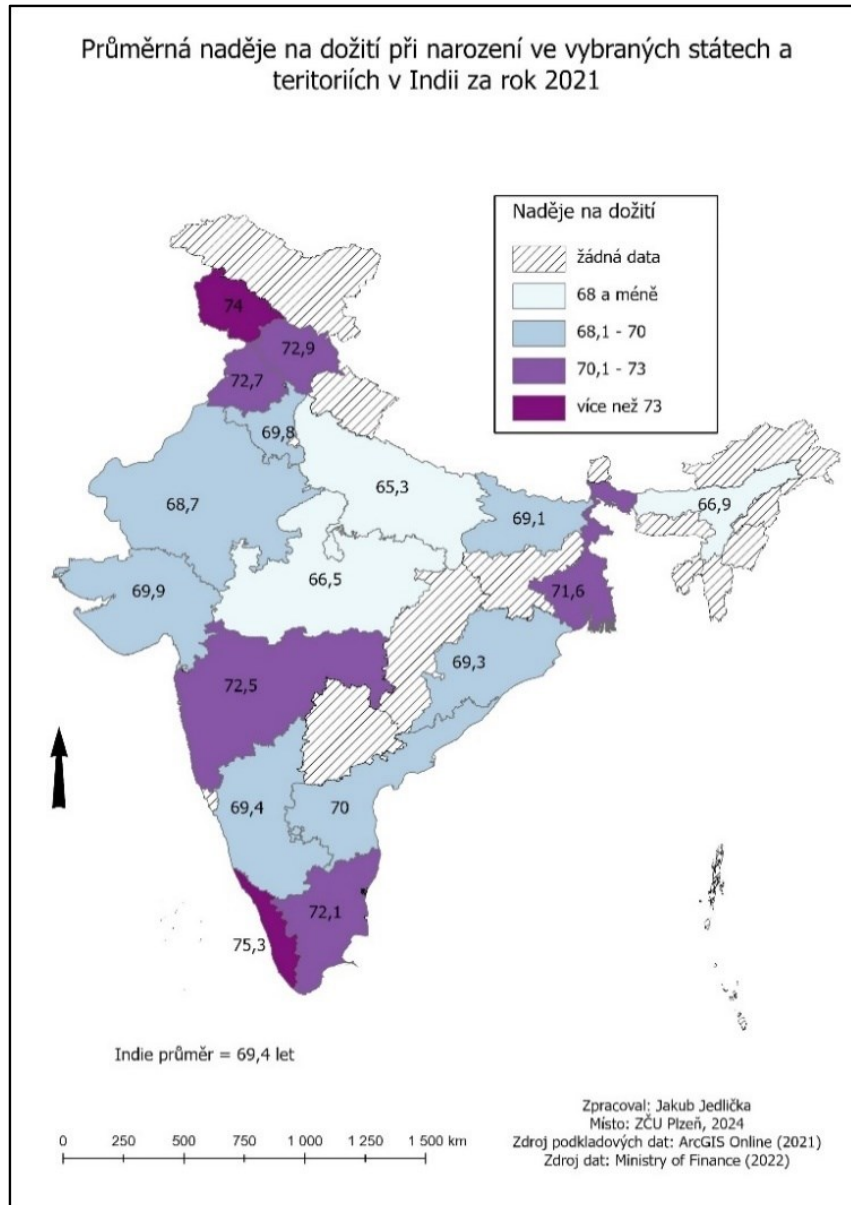 Průměrná naděje na dožití při narození ve vybraných státech a
teritoriích v Indii za rok 2021
Naděje na dožití
žádná data
68 a méně
68,1 - 70
70,1 - 73
více než 73
74
72,9
72,7
69,8
65,3
68,7
69,1
66,9
66,5
69,9
71,6
69,3
72,5
69,4
70
72,1
75,3
Indie průměr = 69,4 let
0 250 500 750 1 000 1 250 1 500 km
Zpracoval: Jakub Jedlička
Místo: ZČU Plzeň, 2024
Zdroj podkladových dat: ArcGIS Online (2021)
Zdroj dat: Ministry of Finance (2022)